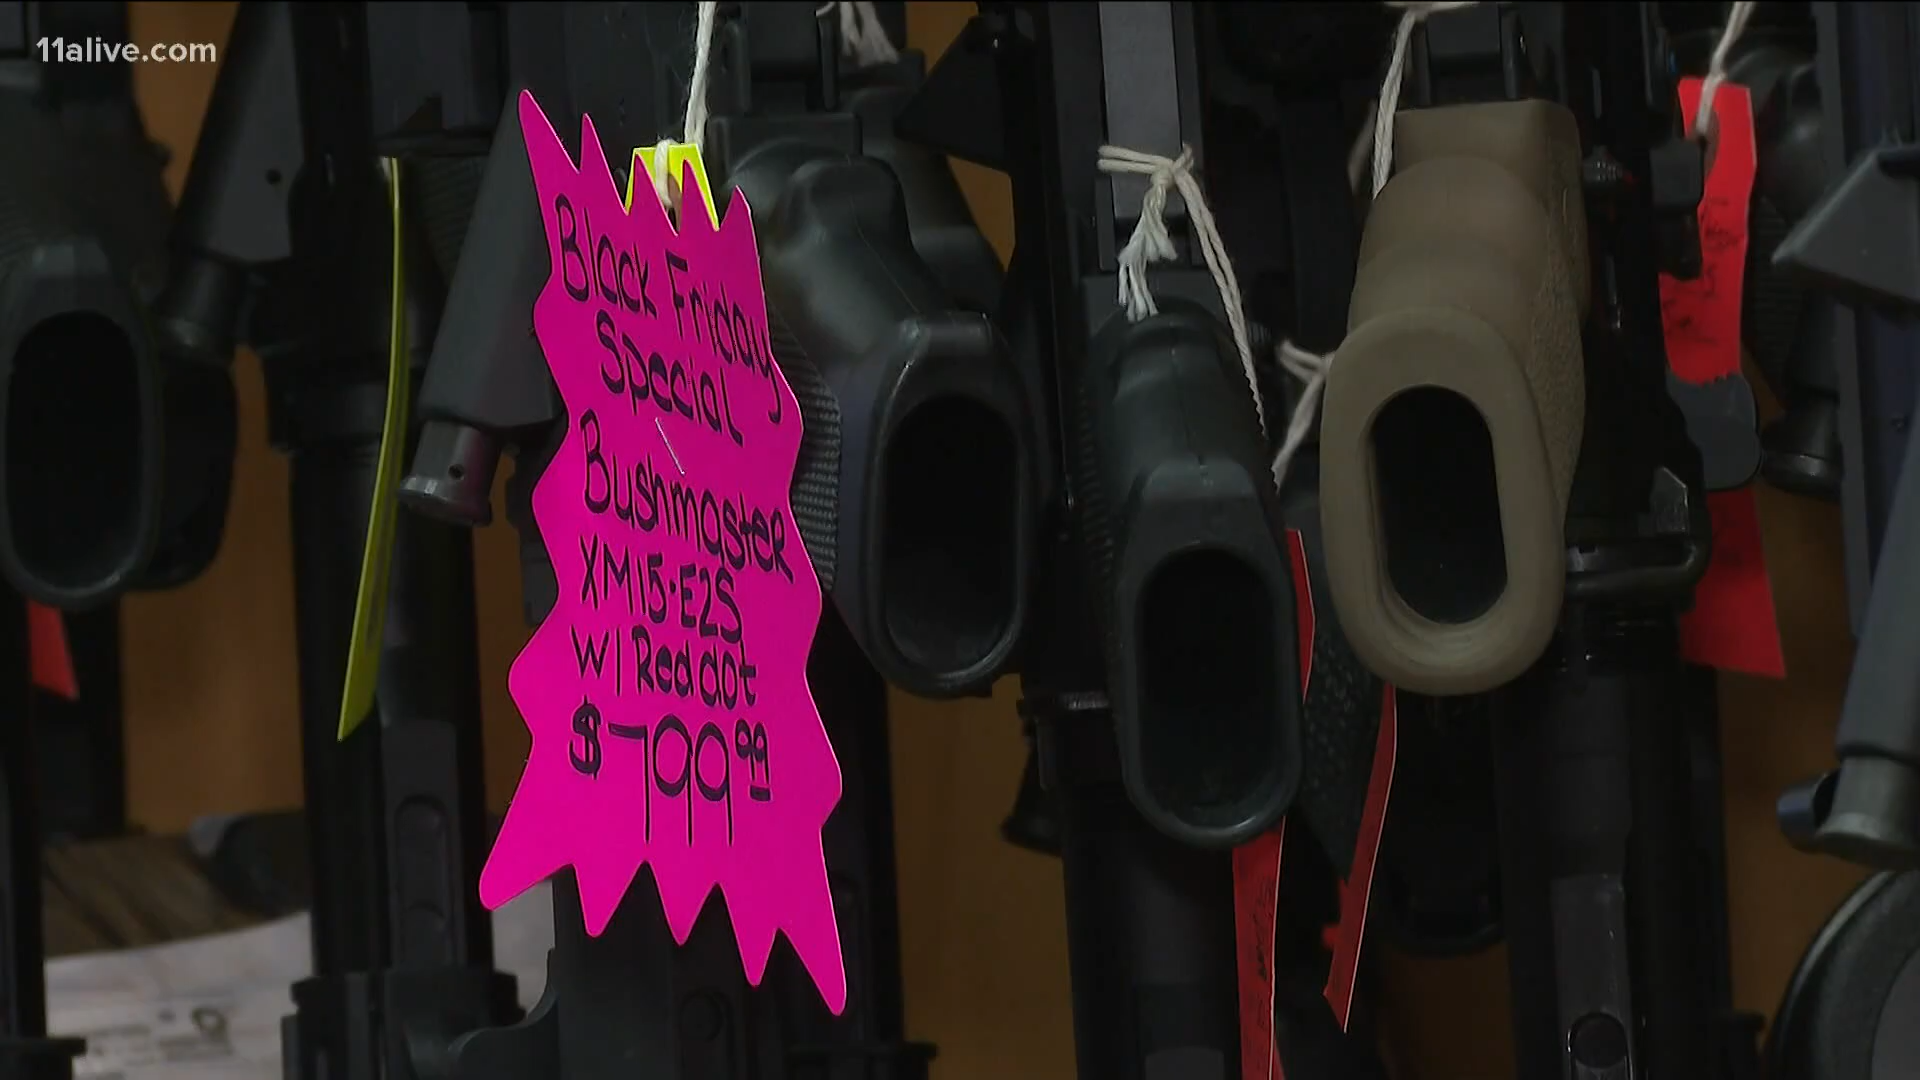 11alive.com
Black Friday
Special
Bushmaster
XM15·E2S
W/ Red dot
$799.99